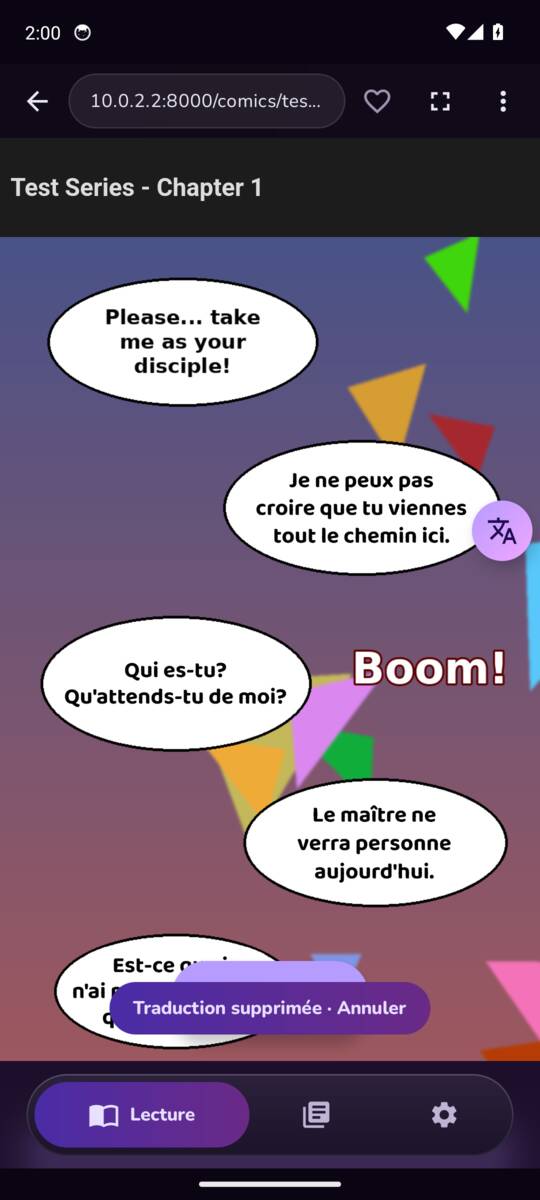 2:00
10.0.2.2:8000/comics/tes...
Test Series - Chapter 1
Please... take
me as your
disciple!
Je ne peux pas
croire que tu viennes
tout le chemin ici.
Qui es-tu?
Qu'attends-tu de moi?
Boom!
Le maître ne
verra personne
aujourd'hui.
Est-ce
n'ai
Traduction supprimée · Annuler
Lecture